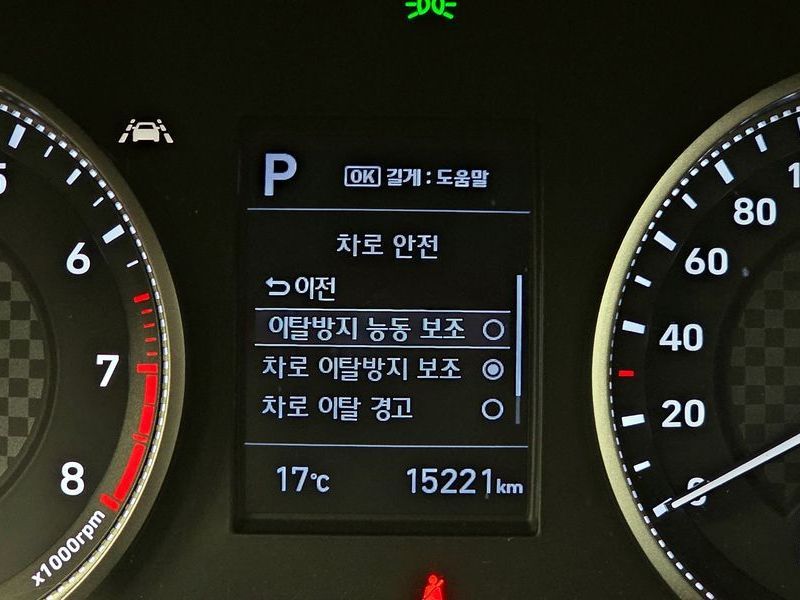 P
OK 길게 : 도움말
차로 안전
이전
이탈방지 능동 보조
차로 이탈방지 보조
차로 이탈 경고
17℃ 15221km
5
6
7
8
x1000rpm
80
60
40
20
0